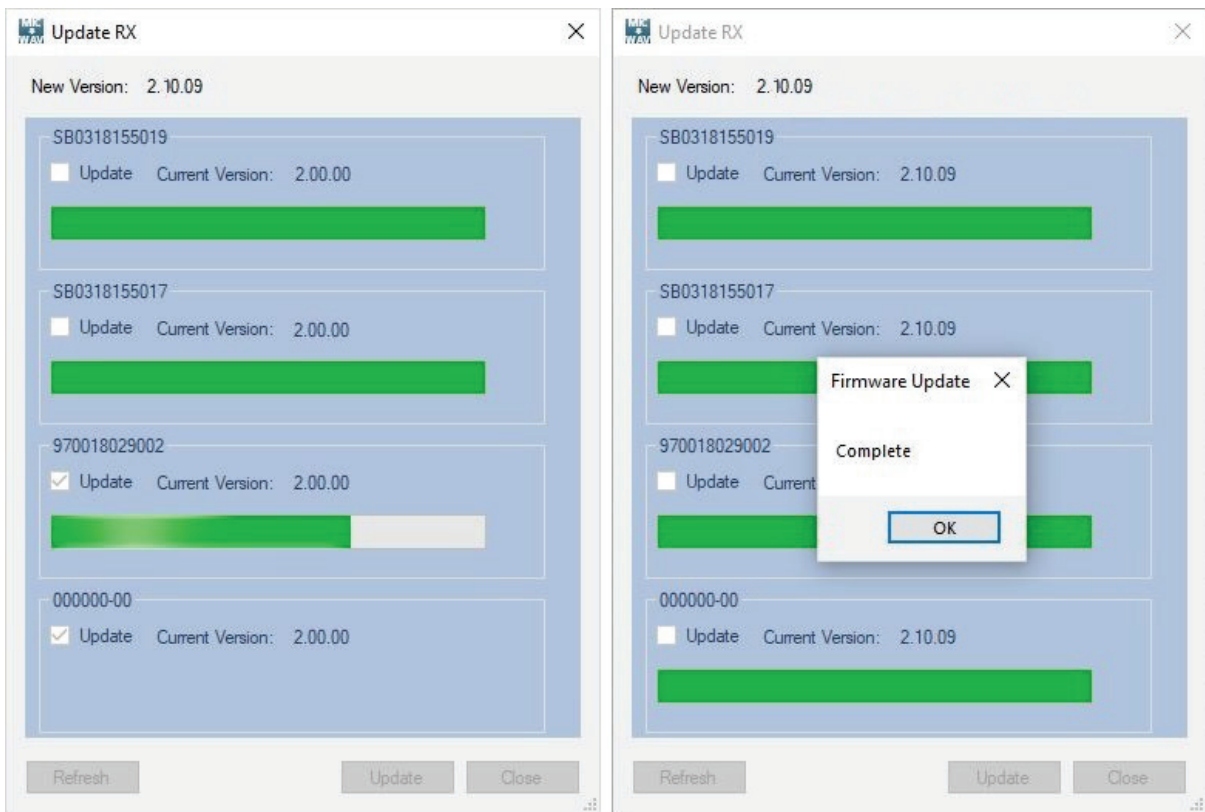 MIC
WAV
Update RX
New Version: 2.10.09
SB0318155019
Update Current Version: 2.00.00
SB0318155017
Update Current Version: 2.00.00
970018029002
Update Current Version: 2.00.00
000000-00
Update Current Version: 2.00.00
Refresh Update Close
MIC
WAV
Update RX
New Version: 2.10.09
SB0318155019
Update Current Version: 2.10.09
SB0318155017
Update Current Version: 2.10.09
970018029002
Update Current
000000-00
Update Current Version: 2.10.09
Refresh Update Close
Firmware Update
Complete
OK